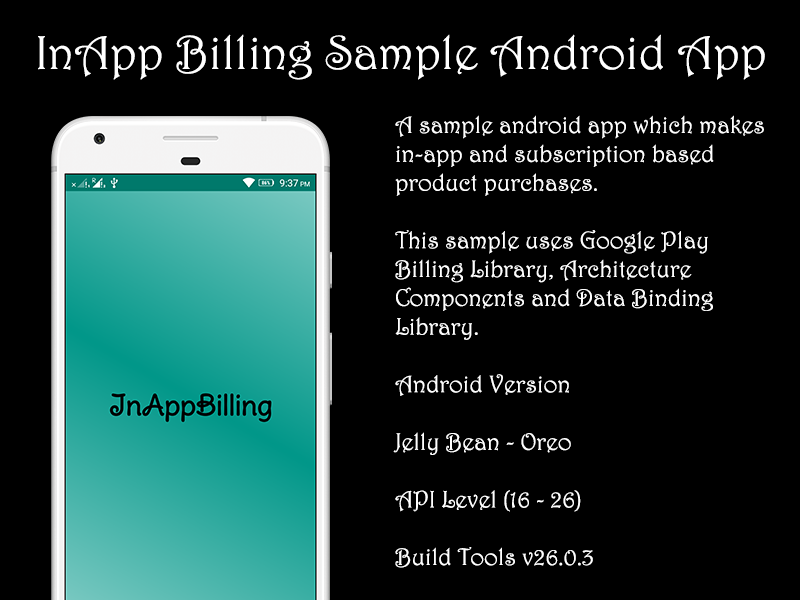 InApp Billing Sample Android App
A sample android app which makes
in-app and subscription based
product purchases.
This sample uses Google Play
Billing Library, Architecture
Components and Data Binding
Library.
Android Version
Jelly Bean - Oreo
API Level (16 - 26)
Build Tools v26.0.3
9:37 PM
InAppBilling